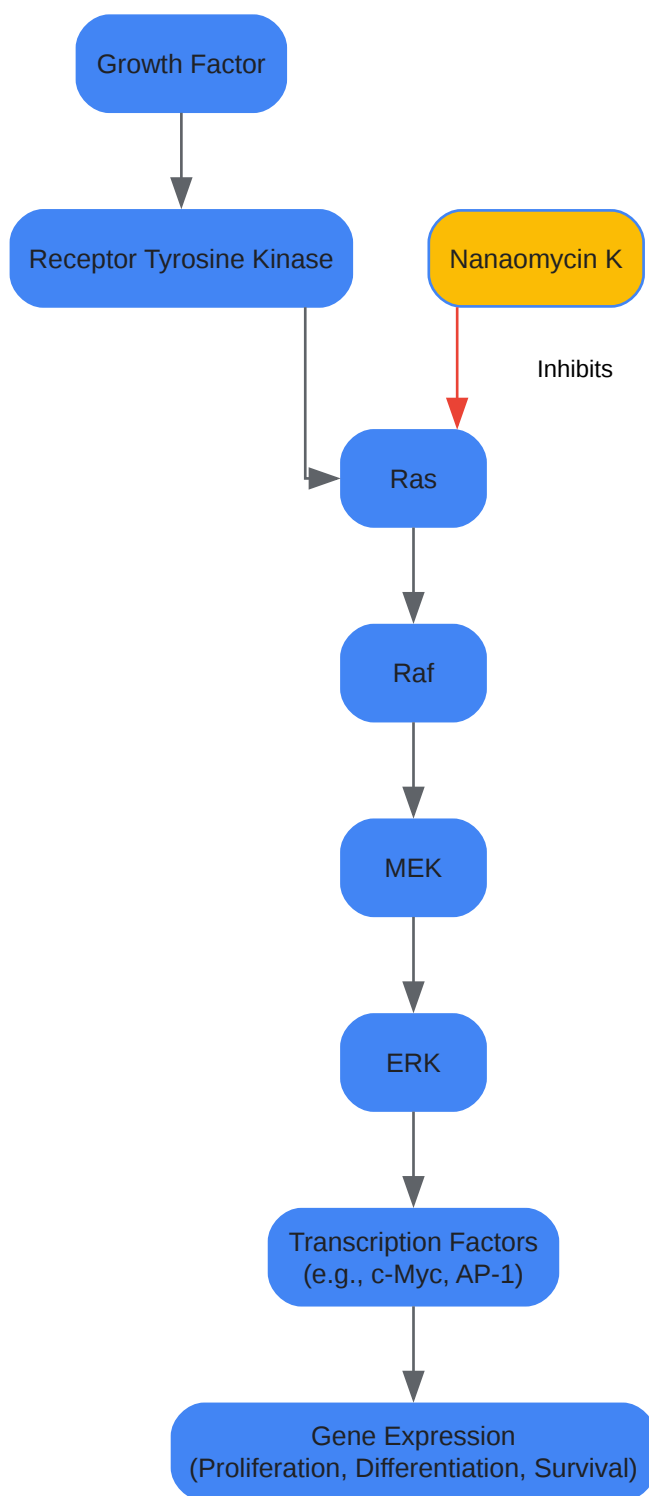 Growth Factor
Receptor Tyrosine Kinase
Nanaomycin K
Inhibits
Ras
Raf
MEK
ERK
Transcription Factors
(e.g., c-Myc, AP-1)
Gene Expression
(Proliferation, Differentiation, Survival)